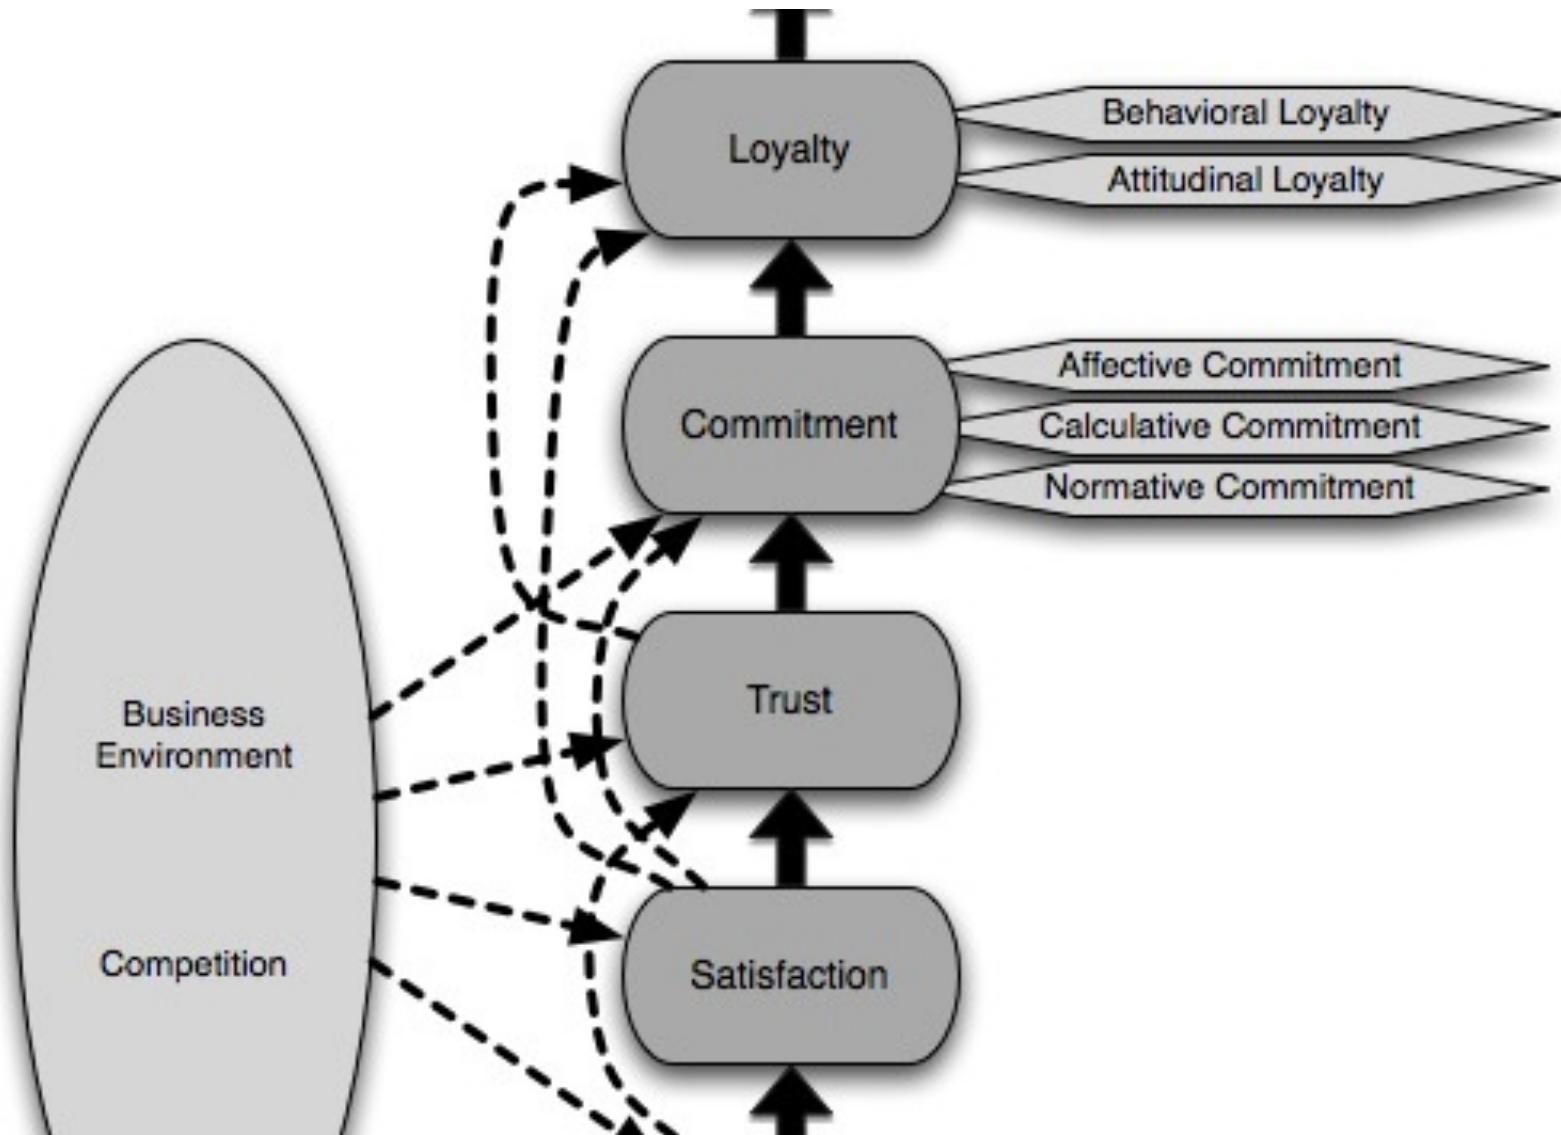 Loyalty
Behavioral Loyalty
Attitudinal Loyalty
Commitment
Affective Commitment
Calculative Commitment
Normative Commitment
Trust
Business
Environment
Competition
Satisfaction